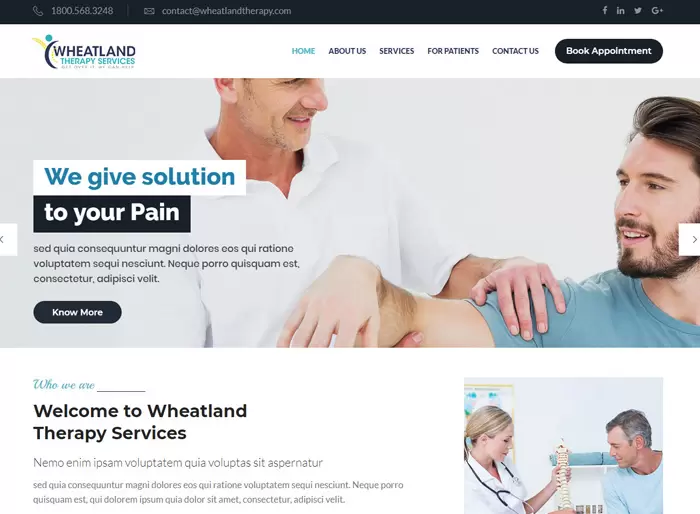 1800.568.3248
contact@wheatlandtherapy.com
WHEATLAND
THERAPY SERVICES
HOME
ABOUT US
SERVICES
FOR PATIENTS
CONTACT US
Book Appointment
We give solution
to your Pain
sed quia consequuntur magni dolores eos qui ratione
voluptatem sequi nesciunt. Neque porro quisquam est,
consectetur, adipisci velit.
Know More
Who we are
Welcome to Wheatland
Therapy Services
Nemo enim ipsam voluptatem quia voluptas sit aspernatur
sed quia consequuntur magni dolores eos qui ratione voluptatem sequi nesciunt. Neque porro
quisquam est, qui dolorem ipsum quia dolor sit amet, consectetur, adipisci velit.